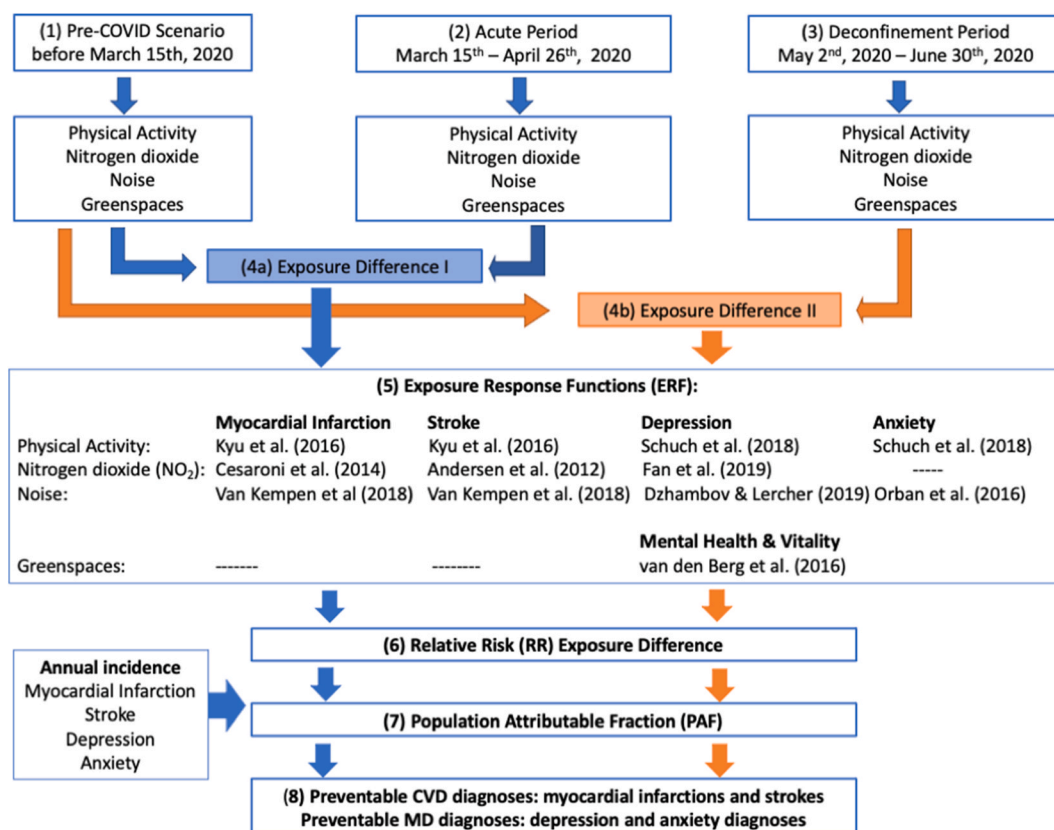 (1) Pre-COVID Scenario
before March 15th, 2020
(2) Acute Period
March 15th – April 26th, 2020
(3) Deconfinement Period
May 2nd, 2020 – June 30th, 2020
Physical Activity
Nitrogen dioxide
Noise
Greenspaces
Physical Activity
Nitrogen dioxide
Noise
Greenspaces
Physical Activity
Nitrogen dioxide
Noise
Greenspaces
(4a) Exposure Difference I
(4b) Exposure Difference II
(5) Exposure Response Functions (ERF):
Myocardial Infarction Stroke Depression Anxiety
Physical Activity: Kyu et al. (2016) Kyu et al. (2016) Schuch et al. (2018) Schuch et al. (2018)
Nitrogen dioxide (NO₂): Cesaroni et al. (2014) Andersen et al. (2012) Fan et al. (2019) -----
Noise: Van Kempen et al (2018) Van Kempen et al. (2018) Dzhambov & Lercher (2019) Orban et al. (2016)
Mental Health & Vitality
Greenspaces: ------- -------- van den Berg et al. (2016)
(6) Relative Risk (RR) Exposure Difference
Annual incidence
Myocardial Infarction
Stroke
Depression
Anxiety
(7) Population Attributable Fraction (PAF)
(8) Preventable CVD diagnoses: myocardial infarctions and strokes
Preventable MD diagnoses: depression and anxiety diagnoses